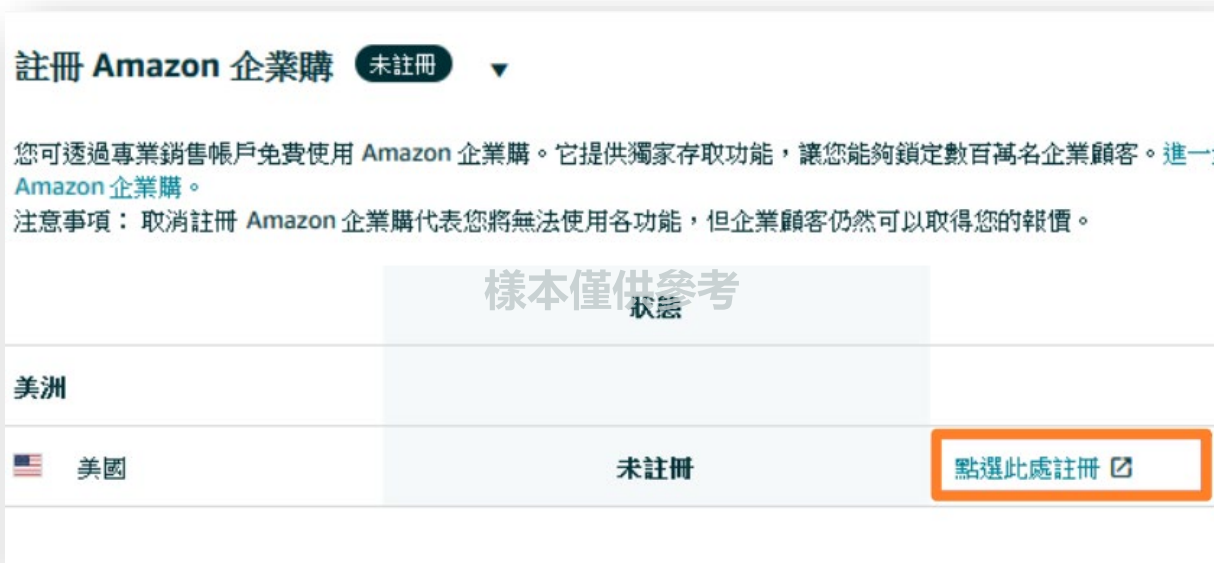 註冊 Amazon 企業購 未註冊
您可透過專業銷售帳戶免費使用 Amazon 企業購。它提供獨家存取功能，讓您能夠鎖定數百萬名企業顧客。進一
Amazon 企業購。
注意事項： 取消註冊 Amazon 企業購代表您將無法使用各功能，但企業顧客仍然可以取得您的報價。
樣本僅供參考
狀態
美洲
美國 未註冊 點選此處註冊